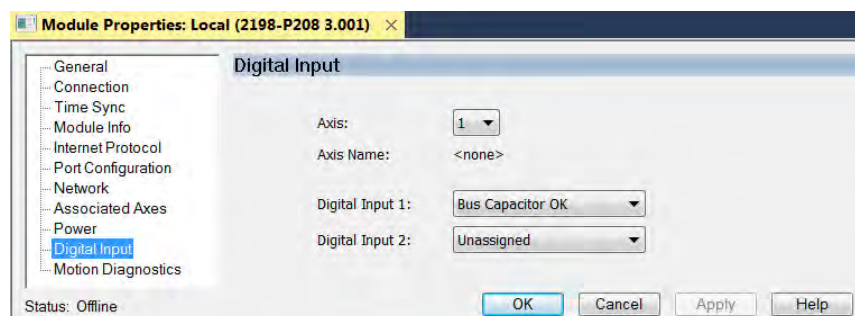 Module Properties: Local (2198-P208 3.001) ×
General
Connection
Time Sync
Module Info
Internet Protocol
Port Configuration
Network
Associated Axes
Power
Digital Input
Motion Diagnostics
Digital Input
Axis: 1
Axis Name: <none>
Digital Input 1: Bus Capacitor OK
Digital Input 2: Unassigned
Status: Offline
OK Cancel Apply Help